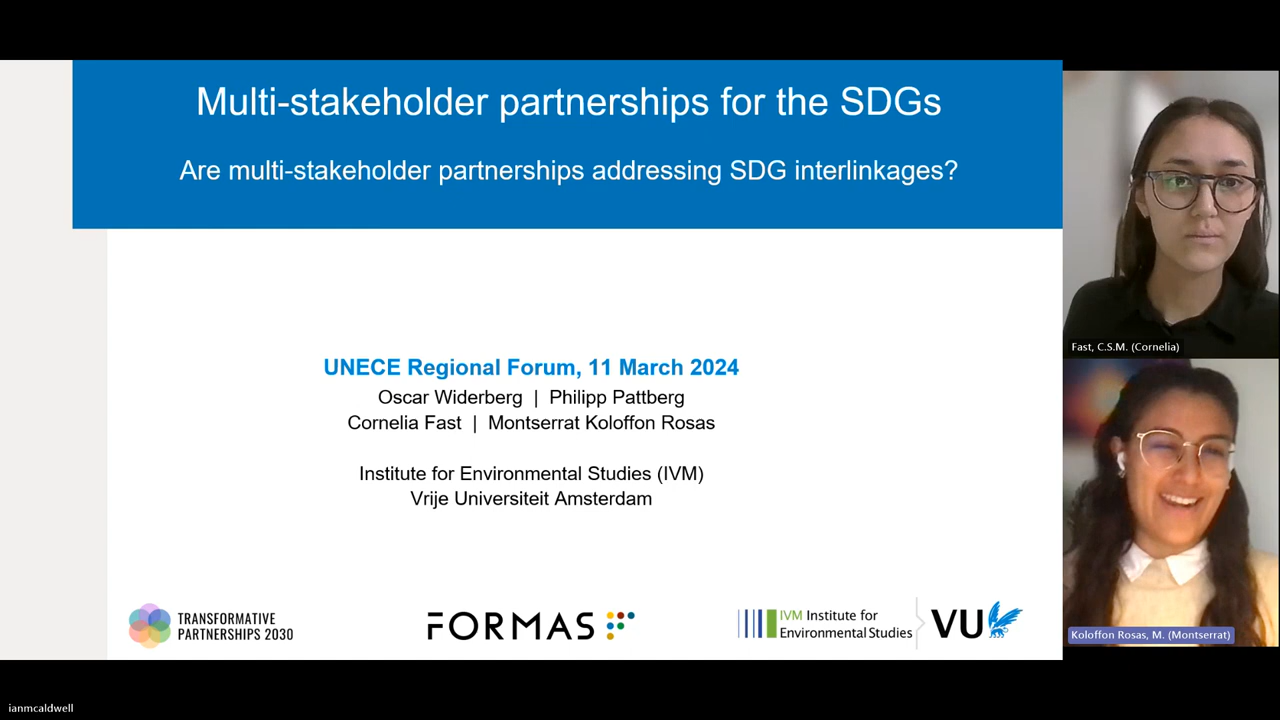 Multi-stakeholder partnerships for the SDGs
Are multi-stakeholder partnerships addressing SDG interlinkages?
UNECE Regional Forum, 11 March 2024
Oscar Widerberg | Philipp Pattberg
Cornelia Fast | Montserrat Koloffon Rosas
Institute for Environmental Studies (IVM)
Vrije Universiteit Amsterdam
TRANSFORMATIVE
PARTNERSHIPS 2030
FORMAS
IVM Institute for
Environmental Studies
VU
Fast, C.S.M. (Cornelia)
Koloffon Rosas, M. (Montserrat)
ianmcaldwell